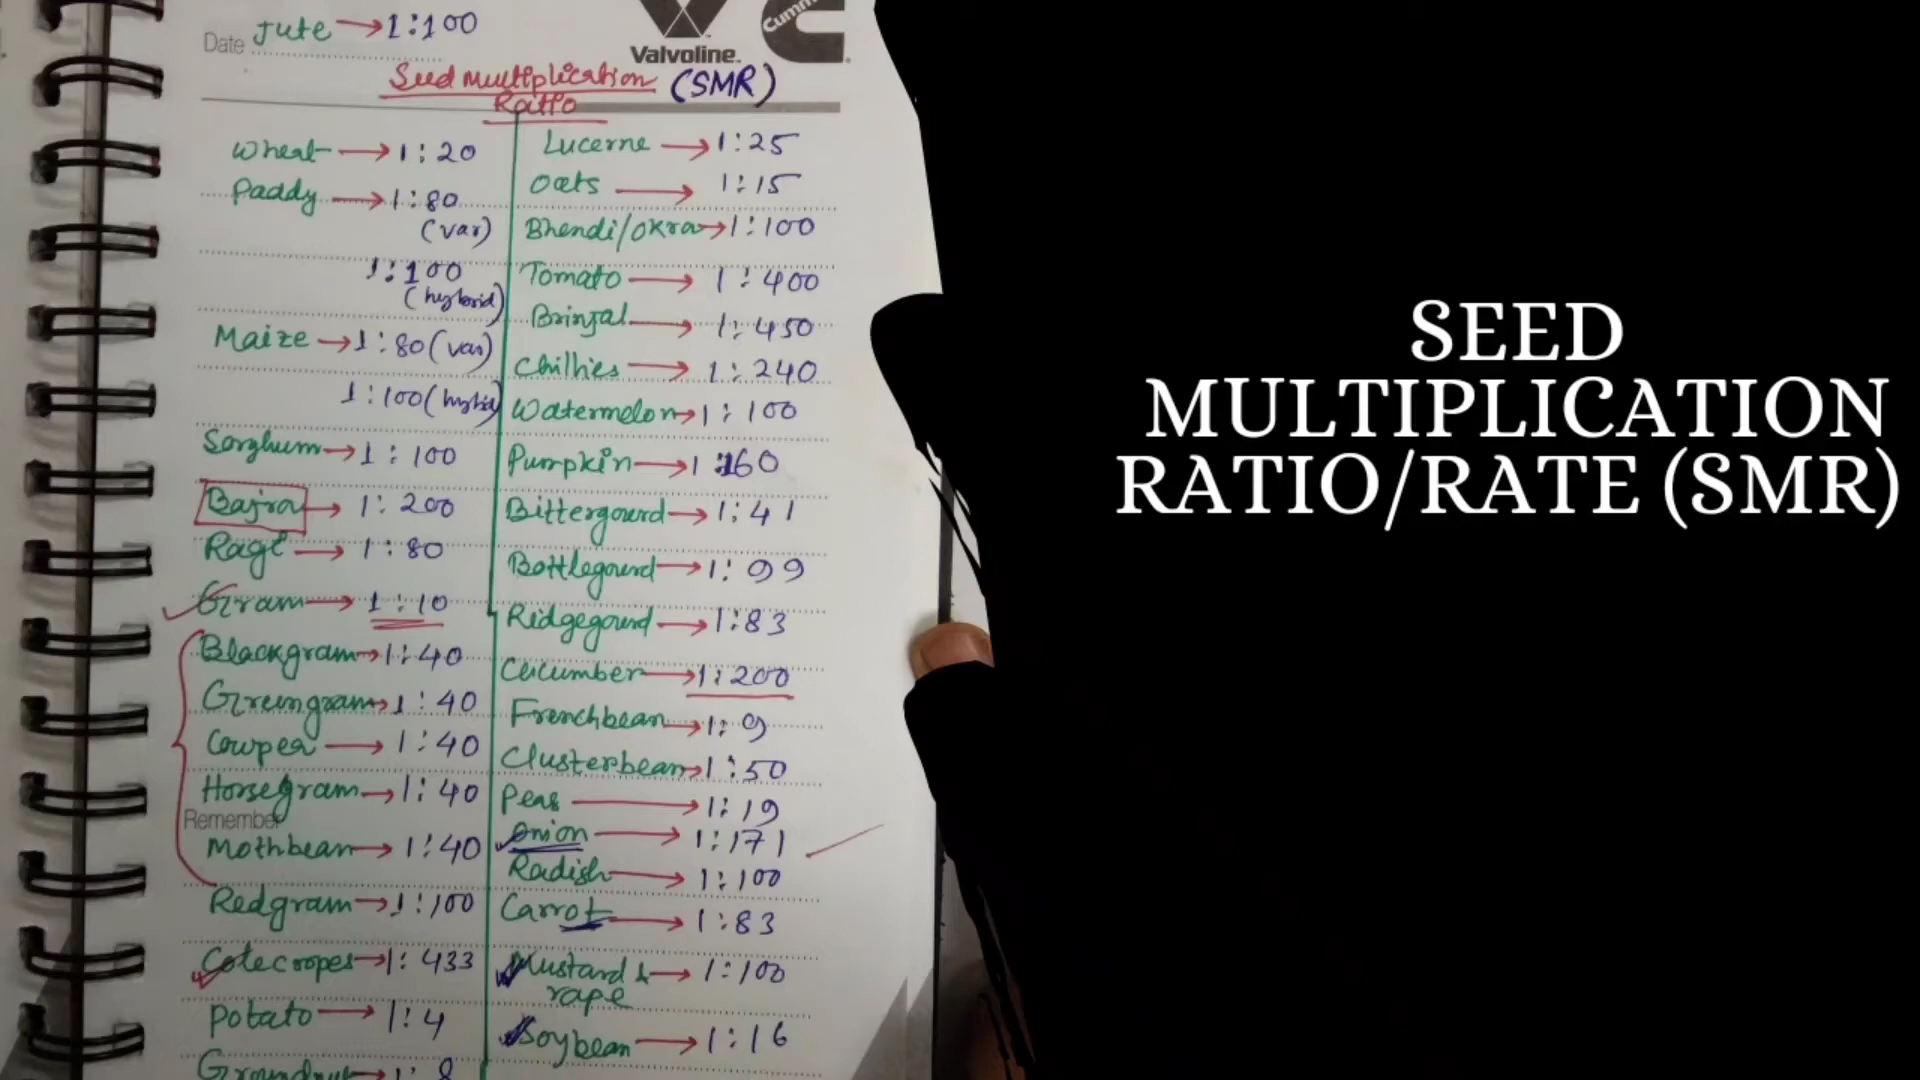 Date Jute → 1:100
Valvoline.
Seed multiplication (SMR)
Ratio
Wheat → 1:20
Paddy → 1:80
(var)
1:100
(hybrid)
Maize → 1:80 (var)
1:100 (hybrid)
Sorghum → 1:100
Bajra → 1:200
Ragi → 1:80
Gram → 1:10
Blackgram → 1:40
Greengram → 1:40
Cowpea → 1:40
Horsegram → 1:40
Remember
Mothbean → 1:40
Redgram → 1:100
Colecropes → 1:433
Potato → 1:4
Groundnut → 1:8
Lucerne → 1:25
Oats → 1:15
Bhendi/Okra → 1:100
Tomato → 1:400
Brinjal → 1:450
Chillies → 1:240
Watermelon → 1:100
Pumpkin → 1:160
Bittergourd → 1:41
Bottlegourd → 1:99
Ridgegourd → 1:83
Cucumber → 1:200
Frenchbean → 1:9
Clusterbean → 1:50
Peas → 1:19
Onion → 1:171
Radish → 1:100
Carrot → 1:83
Mustard & → 1:100
rape
Soybean → 1:16
SEED
MULTIPLICATION
RATIO/RATE (SMR)